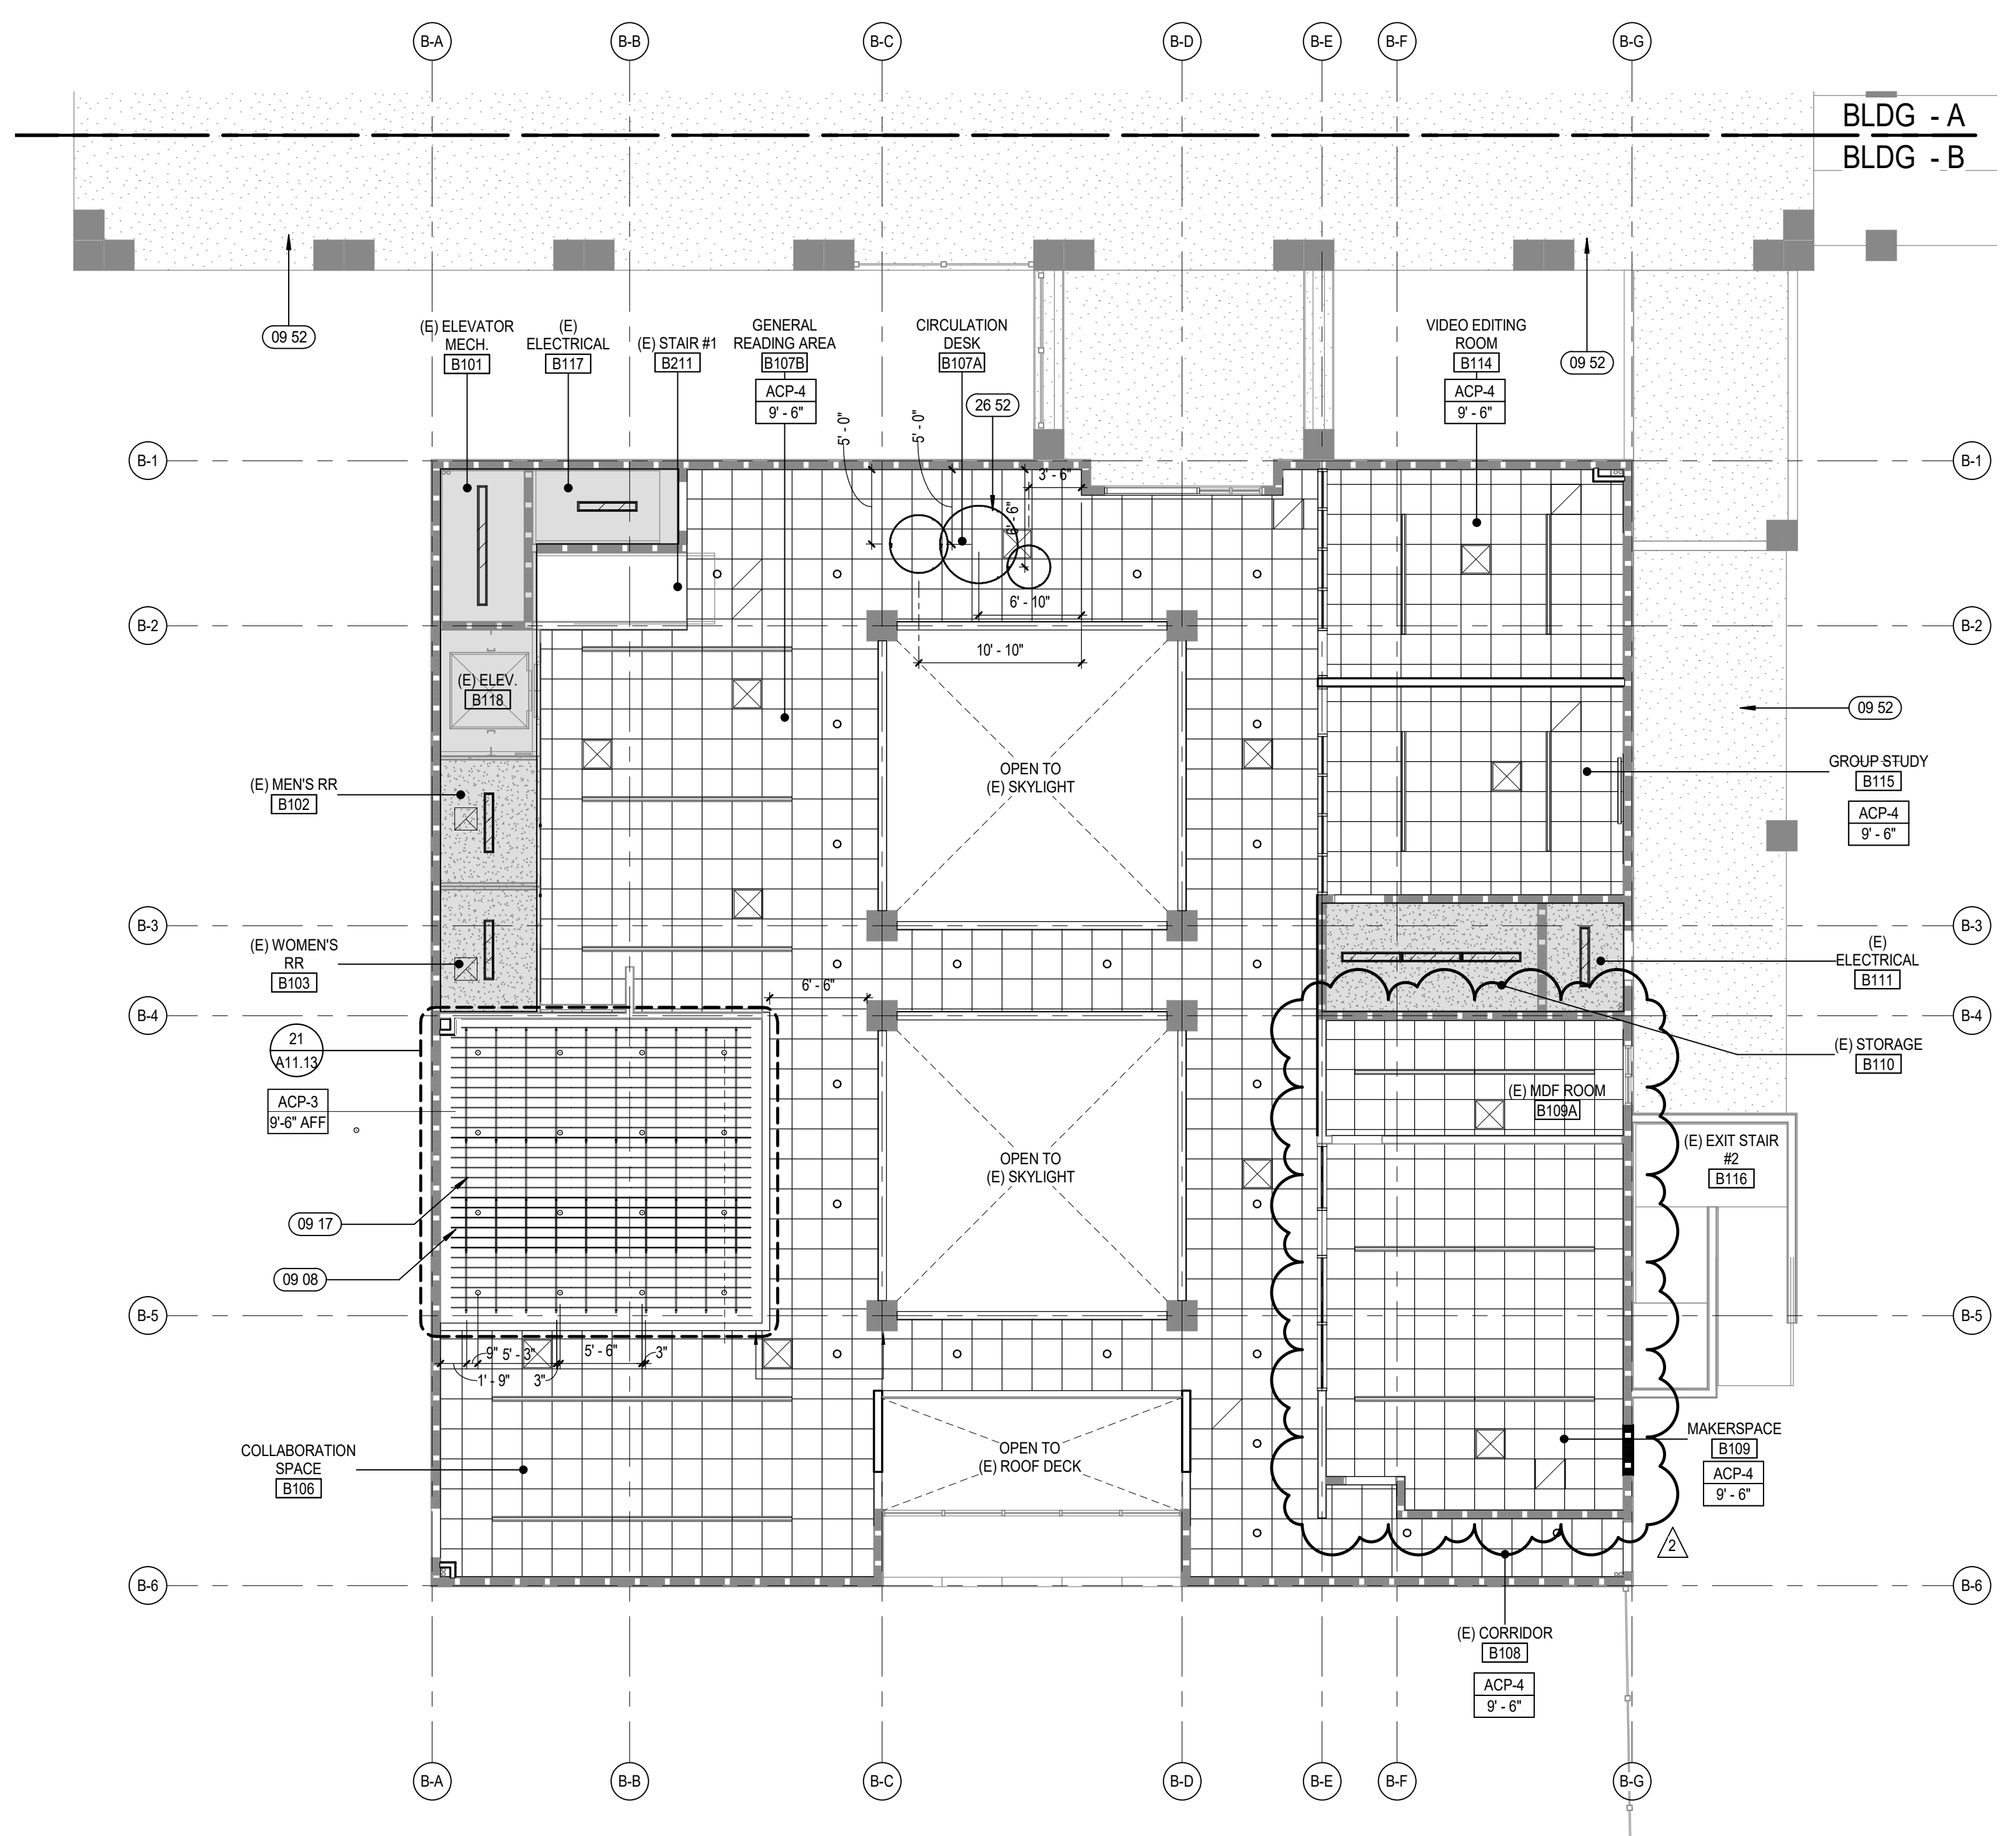 B-A B-B B-C B-D B-E B-F B-G
BLDG - A
BLDG - B
09 52
(E) ELEVATOR
MECH.
B101
(E)
ELECTRICAL
B117
(E) STAIR #1
B211
GENERAL
READING AREA
B107B
ACP-4
9' - 6"
CIRCULATION
DESK
B107A
26 52
VIDEO EDITING
ROOM
B114
ACP-4
9' - 6"
09 52
5' - 0"
5' - 0"
B-1
B-1
3' - 6"
6' - 6"
6' - 10"
B-2
B-2
10' - 10"
(E) ELEV.
B118
09 52
OPEN TO
(E) SKYLIGHT
GROUP STUDY
B115
ACP-4
9' - 6"
(E) MEN'S RR
B102
B-3
B-3
(E) WOMEN'S
RR
B103
(E)
ELECTRICAL
B111
6' - 6"
B-4
B-4
21
A11.13
(E) STORAGE
B110
ACP-3
9'-6" AFF
(E) MDF ROOM
B109A
(E) EXIT STAIR
#2
B116
OPEN TO
(E) SKYLIGHT
09 17
09 08
B-5
B-5
9" 5' - 3" 5' - 6" 3"
1' - 9" 3"
MAKERSPACE
B109
ACP-4
9' - 6"
COLLABORATION
SPACE
B106
OPEN TO
(E) ROOF DECK
2
B-6
B-6
(E) CORRIDOR
B108
ACP-4
9' - 6"
B-A B-B B-C B-D B-E B-F B-G